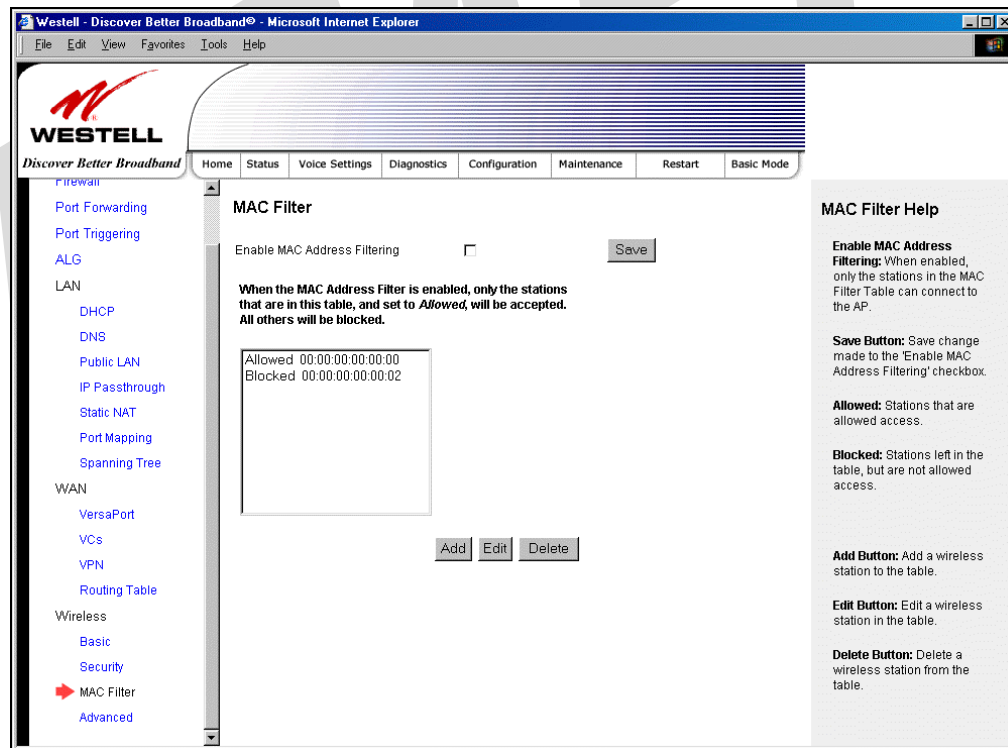 Westell - Discover Better Broadband® - Microsoft Internet Explorer
File Edit View Favorites Tools Help
WESTELL
Discover Better Broadband
Home Status Voice Settings Diagnostics Configuration Maintenance Restart Basic Mode
Firewall
Port Forwarding
Port Triggering
ALG
LAN
DHCP
DNS
Public LAN
IP Passthrough
Static NAT
Port Mapping
Spanning Tree
WAN
VersaPort
VCs
VPN
Routing Table
Wireless
Basic
Security
MAC Filter
Advanced
MAC Filter
Enable MAC Address Filtering
Save
When the MAC Address Filter is enabled, only the stations
that are in this table, and set to Allowed, will be accepted.
All others will be blocked.
Allowed 00:00:00:00:00:00
Blocked 00:00:00:00:00:02
Add Edit Delete
MAC Filter Help
Enable MAC Address
Filtering: When enabled,
only the stations in the MAC
Filter Table can connect to
the AP.
Save Button: Save change
made to the 'Enable MAC
Address Filtering' checkbox.
Allowed: Stations that are
allowed access.
Blocked: Stations left in the
table, but are not allowed
access.
Add Button: Add a wireless
station to the table.
Edit Button: Edit a wireless
station in the table.
Delete Button: Delete a
wireless station from the
table.